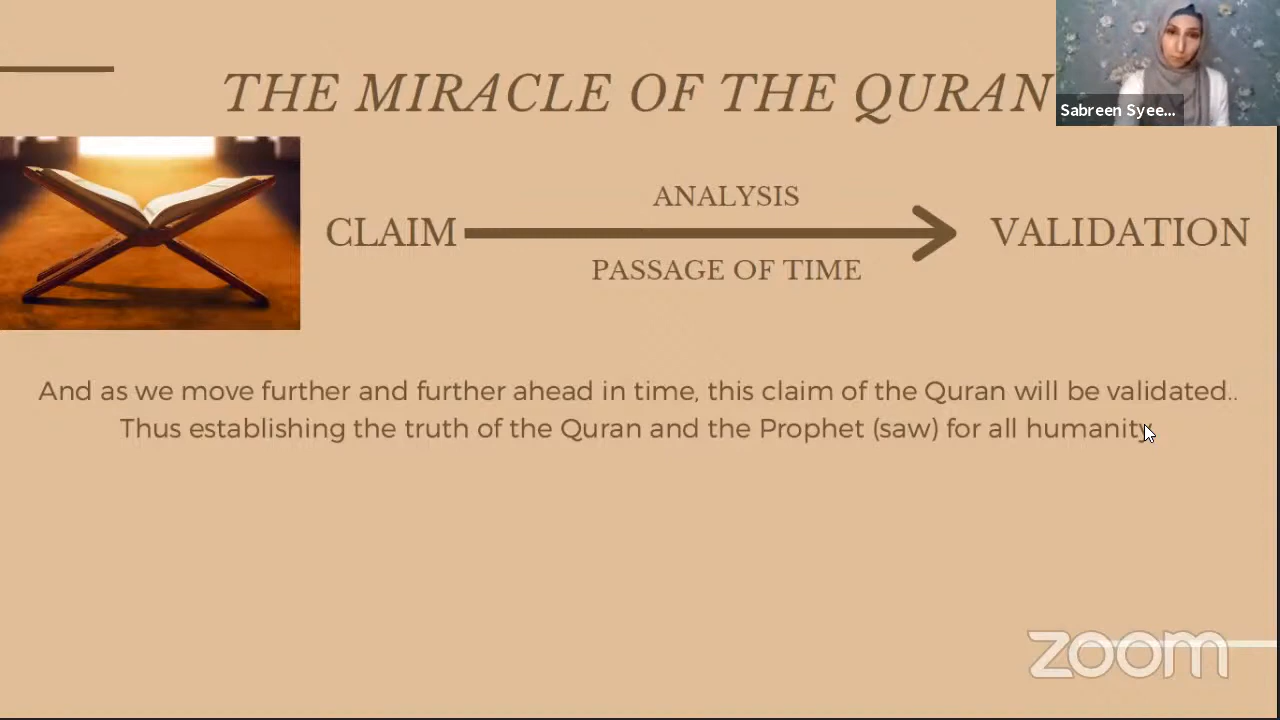 THE MIRACLE OF THE QURAN
Sabreen Syee...
ANALYSIS
CLAIM
VALIDATION
PASSAGE OF TIME
And as we move further and further ahead in time, this claim of the Quran will be validated..
Thus establishing the truth of the Quran and the Prophet (saw) for all humanity
zoom